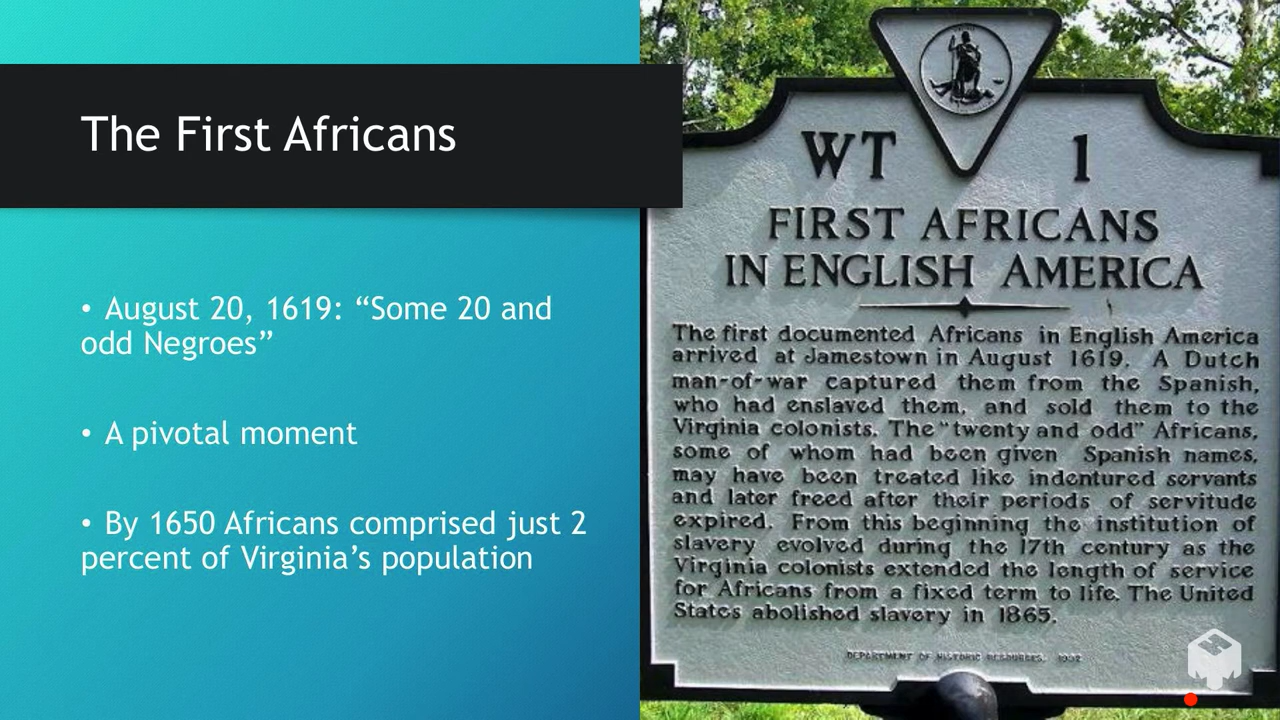 The First Africans
• August 20, 1619: “Some 20 and
odd Negroes”
• A pivotal moment
• By 1650 Africans comprised just 2
percent of Virginia’s population
WT 1
FIRST AFRICANS
IN ENGLISH AMERICA
The first documented Africans in English America
arrived at Jamestown in August 1619. A Dutch
man-of-war captured them from the Spanish,
who had enslaved them, and sold them to the
Virginia colonists. The “twenty and odd” Africans,
some of whom had been given Spanish names,
may have been treated like indentured servants
and later freed after their periods of servitude
expired. From this beginning the institution of
slavery evolved during the 17th century as the
Virginia colonists extended the length of service
for Africans from a fixed term to life. The United
States abolished slavery in 1865.
DEPARTMENT OF HISTORIC RESOURCES, 1992